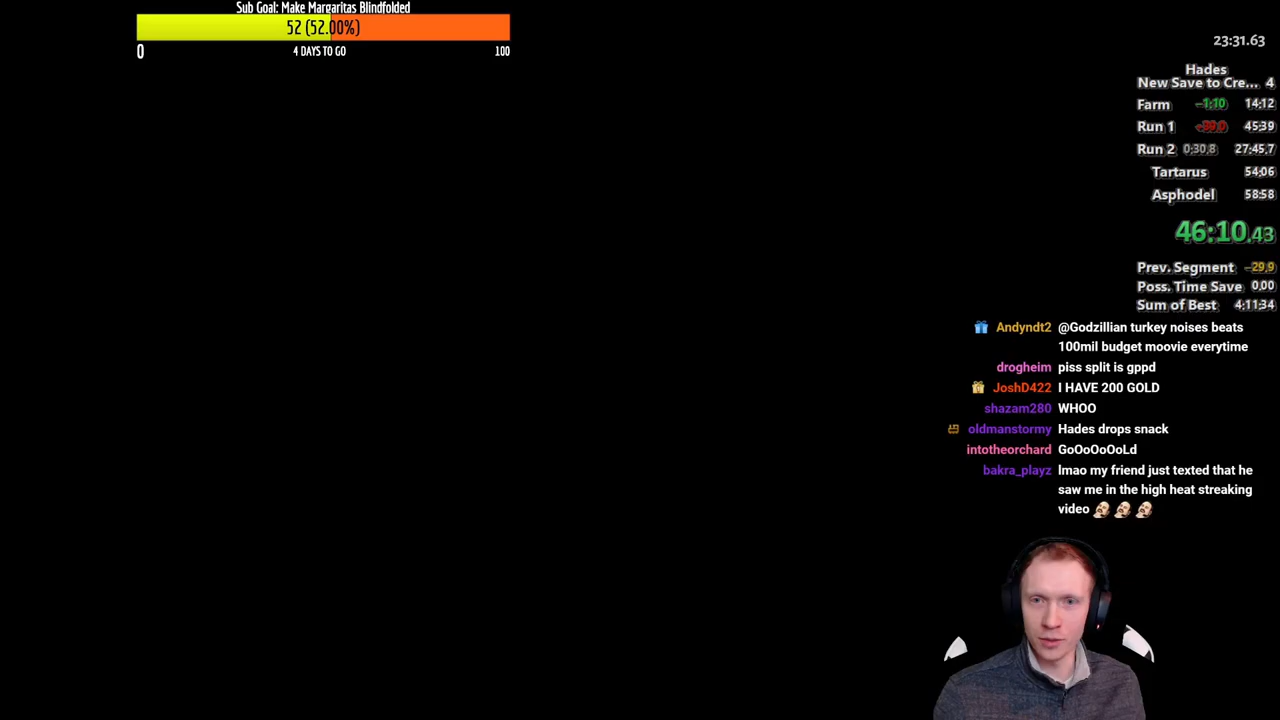 Sub Goal: Make Margaritas Blindfolded
52 (52.00%)
0 4 DAYS TO GO 100
23:31.63
Hades
New Save to Cre... 4
Farm -1:10 14:12
Run 1 -39.0 45:39
Run 2 0:30.8 27:45.7
Tartarus 54:06
Asphodel 58:58
46:10.43
Prev. Segment -29.9
Poss. Time Save 0.00
Sum of Best 4:11:34
Andyndt2 @Godzillian turkey noises beats
100mil budget moovie everytime
drogheim piss split is gppd
JoshD422 I HAVE 200 GOLD
shazam280 WHOO
oldmanstormy Hades drops snack
intotheorchard GoOoOoOoLd
bakra_playz lmao my friend just texted that he
saw me in the high heat streaking
video